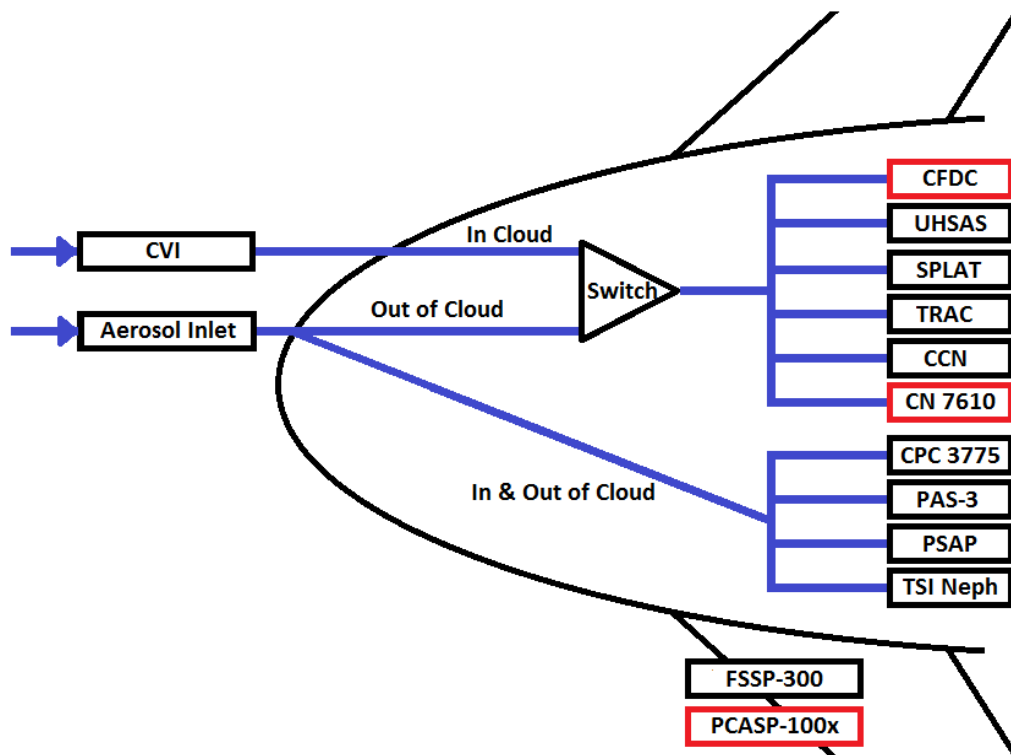 CFDC
UHSAS
In Cloud
CVI
SPLAT
Switch
Out of Cloud
TRAC
Aerosol Inlet
CCN
CN 7610
CPC 3775
In & Out of Cloud
PAS-3
PSAP
TSI Neph
FSSP-300
PCASP-100x